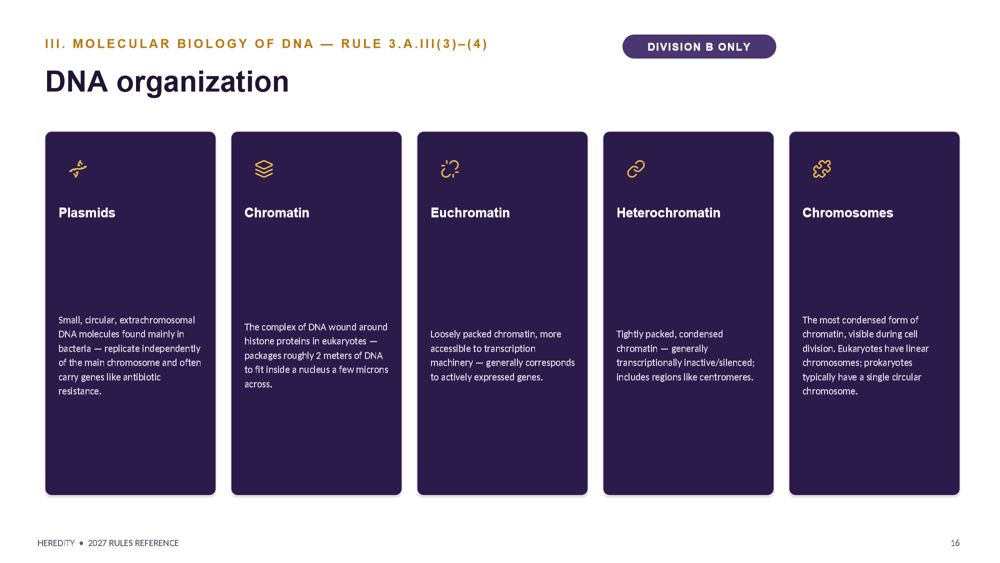 III. MOLECULAR BIOLOGY OF DNA — RULE 3.A.III(3)–(4)
DIVISION B ONLY
DNA organization
Plasmids
Small, circular, extrachromosomal
DNA molecules found mainly in
bacteria — replicate independently
of the main chromosome and often
carry genes like antibiotic
resistance.
Chromatin
The complex of DNA wound around
histone proteins in eukaryotes —
packages roughly 2 meters of DNA
to fit inside a nucleus a few microns
across.
Euchromatin
Loosely packed chromatin, more
accessible to transcription
machinery — generally corresponds
to actively expressed genes.
Heterochromatin
Tightly packed, condensed
chromatin — generally
transcriptionally inactive/silenced;
includes regions like centromeres.
Chromosomes
The most condensed form of
chromatin, visible during cell
division. Eukaryotes have linear
chromosomes; prokaryotes
typically have a single circular
chromosome.
HEREDITY • 2027 RULES REFERENCE
16